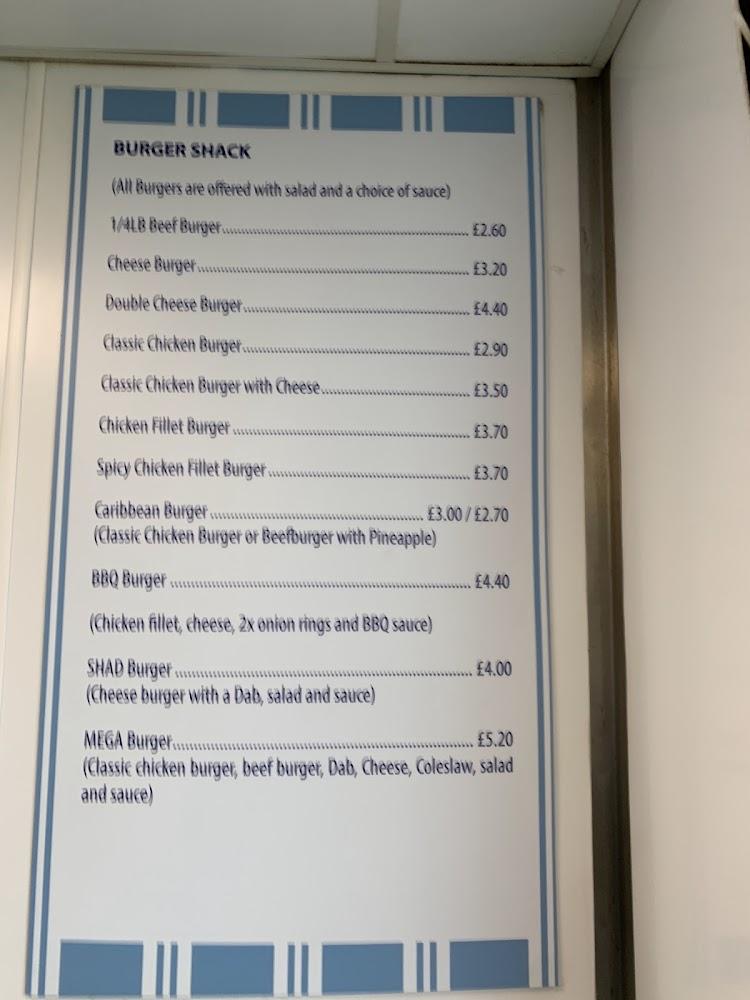 BURGER SHACK
(All Burgers are offered with salad and a choice of sauce)
1/4LB Beef Burger........ £2.60
Cheese Burger........ £3.20
Double Cheese Burger........ £4.40
Classic Chicken Burger........ £2.90
Classic Chicken Burger with Cheese........ £3.50
Chicken Fillet Burger ........ £3.70
Spicy Chicken Fillet Burger........ £3.70
Caribbean Burger ........ £3.00 / £2.70
(Classic Chicken Burger or Beefburger with Pineapple)
BBQ Burger ........ £4.40
(Chicken fillet, cheese, 2x onion rings and BBQ sauce)
SHAD Burger ........ £4.00
(Cheese burger with a Dab, salad and sauce)
MEGA Burger........ £5.20
(Classic chicken burger, beef burger, Dab, Cheese, Coleslaw, salad
and sauce)